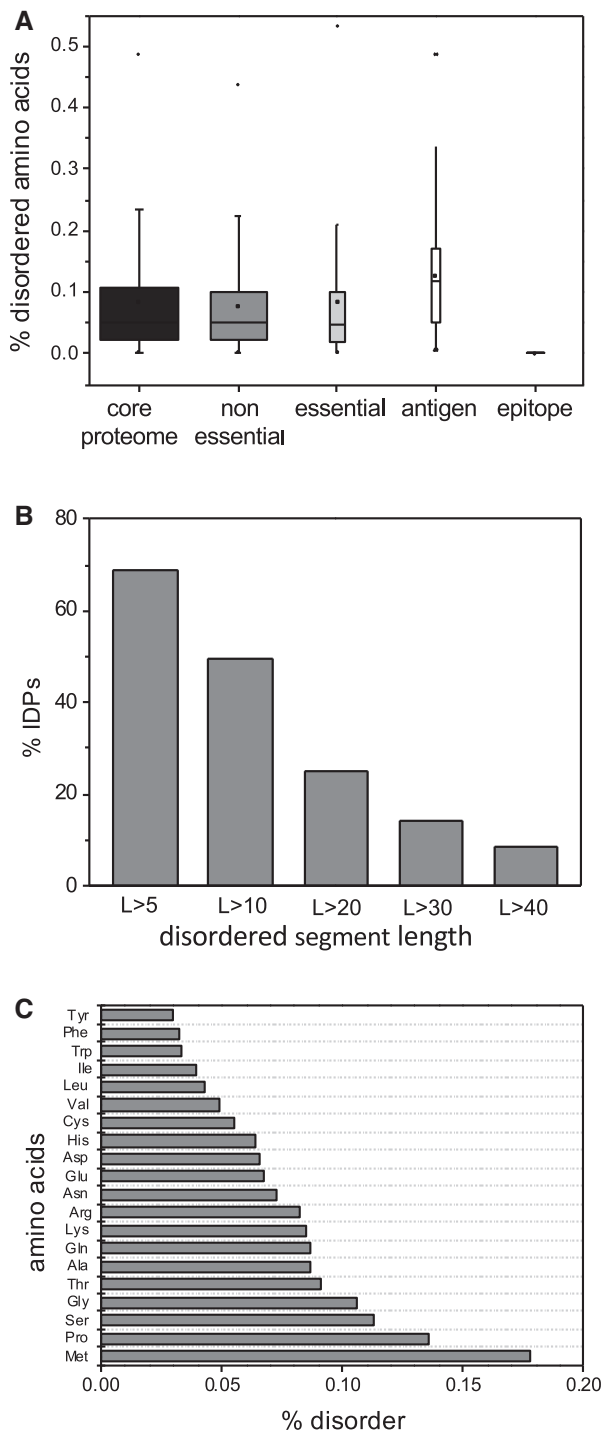 A
% disordered amino acids
0.5
0.4
0.3
0.2
0.1
0.0
core proteome
non essential
essential
antigen
epitope
B
% IDPs
80
60
40
20
0
L>5
L>10
L>20
L>30
L>40
disordered segment length
C
amino acids
Tyr
Phe
Trp
Ile
Leu
Val
Cys
His
Asp
Glu
Asn
Arg
Lys
Gln
Ala
Thr
Gly
Ser
Pro
Met
0.00
0.05
0.10
0.15
0.20
% disorder